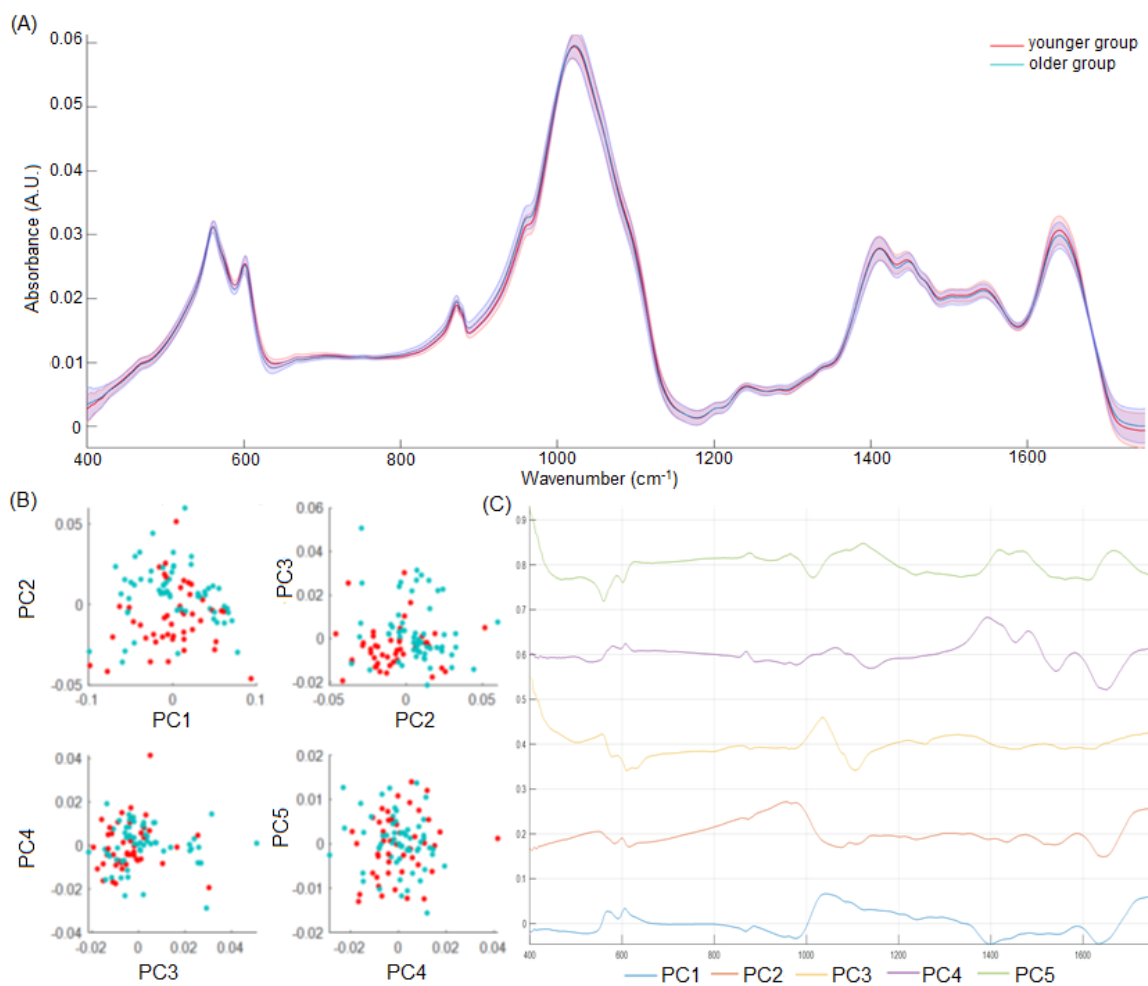 (A)
younger group
older group
0.06
0.05
0.04
0.03
0.02
0.01
0
Absorbance (A.U.)
400 600 800 1000 1200 1400 1600
Wavenumber (cm⁻¹)
(B)
0.05
0
-0.05
PC2
-0.1 0 0.1
PC1
0.06
0.04
0.02
0
-0.02
PC3
-0.05 0 0.05
PC2
0.04
0.02
0
-0.02
-0.04
PC4
-0.02 0 0.02 0.04
PC3
0.02
0.01
0
-0.01
-0.02
PC5
-0.02 0 0.02 0.04
PC4
(C)
0.9
0.8
0.7
0.6
0.5
0.4
0.3
0.2
0.1
0
400 600 800 1000 1200 1400 1600
PC1 PC2 PC3 PC4 PC5